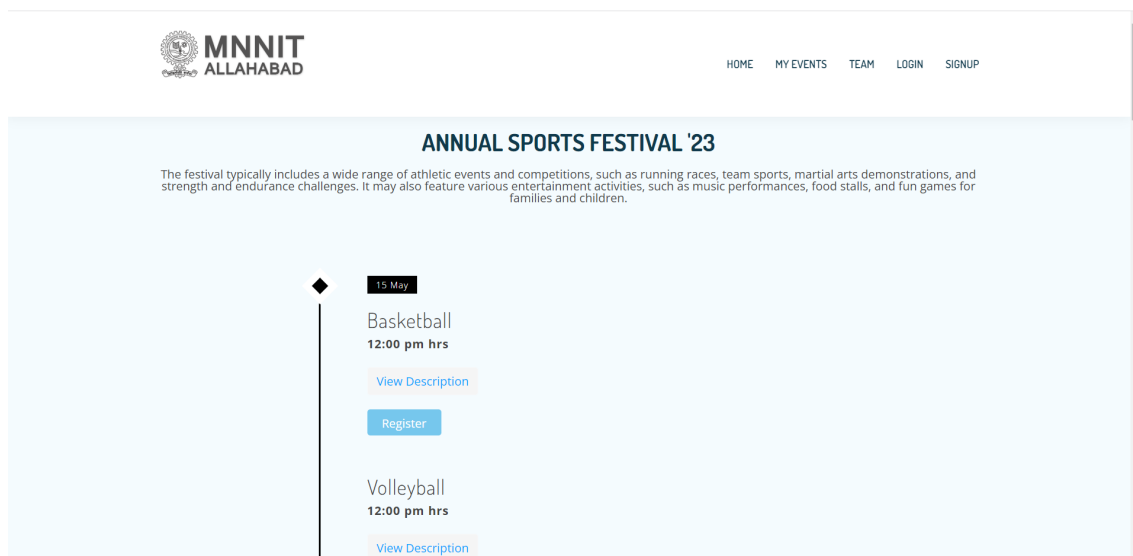 MNNIT
ALLAHABAD
HOME MY EVENTS TEAM LOGIN SIGNUP
ANNUAL SPORTS FESTIVAL '23
The festival typically includes a wide range of athletic events and competitions, such as running races, team sports, martial arts demonstrations, and
strength and endurance challenges. It may also feature various entertainment activities, such as music performances, food stalls, and fun games for
families and children.
15 May
Basketball
12:00 pm hrs
View Description
Register
Volleyball
12:00 pm hrs
View Description